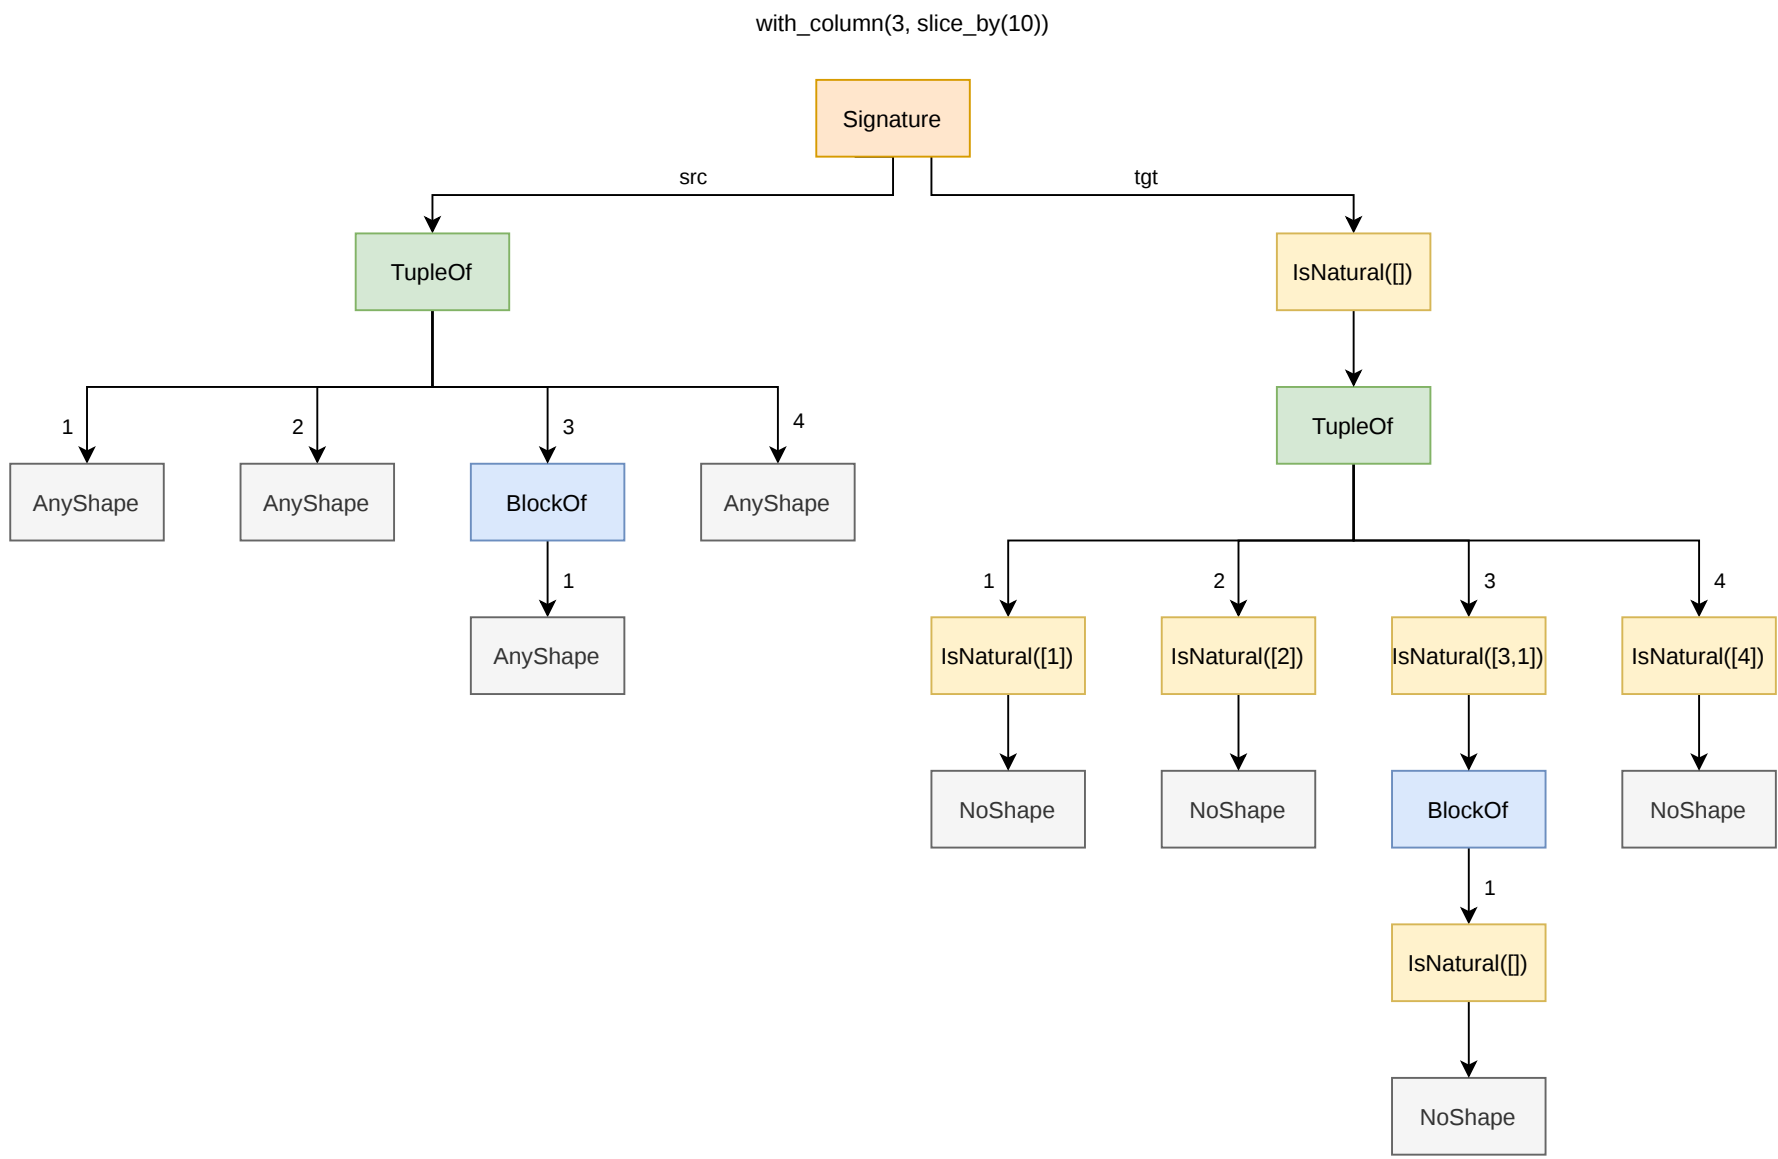 with_column(3, slice_by(10))
Signature
src
tgt
TupleOf
IsNatural([])
TupleOf
1
2
3
4
AnyShape
AnyShape
BlockOf
AnyShape
1
1
2
3
4
AnyShape
IsNatural([1])
IsNatural([2])
IsNatural([3,1])
IsNatural([4])
NoShape
NoShape
BlockOf
NoShape
1
IsNatural([])
NoShape